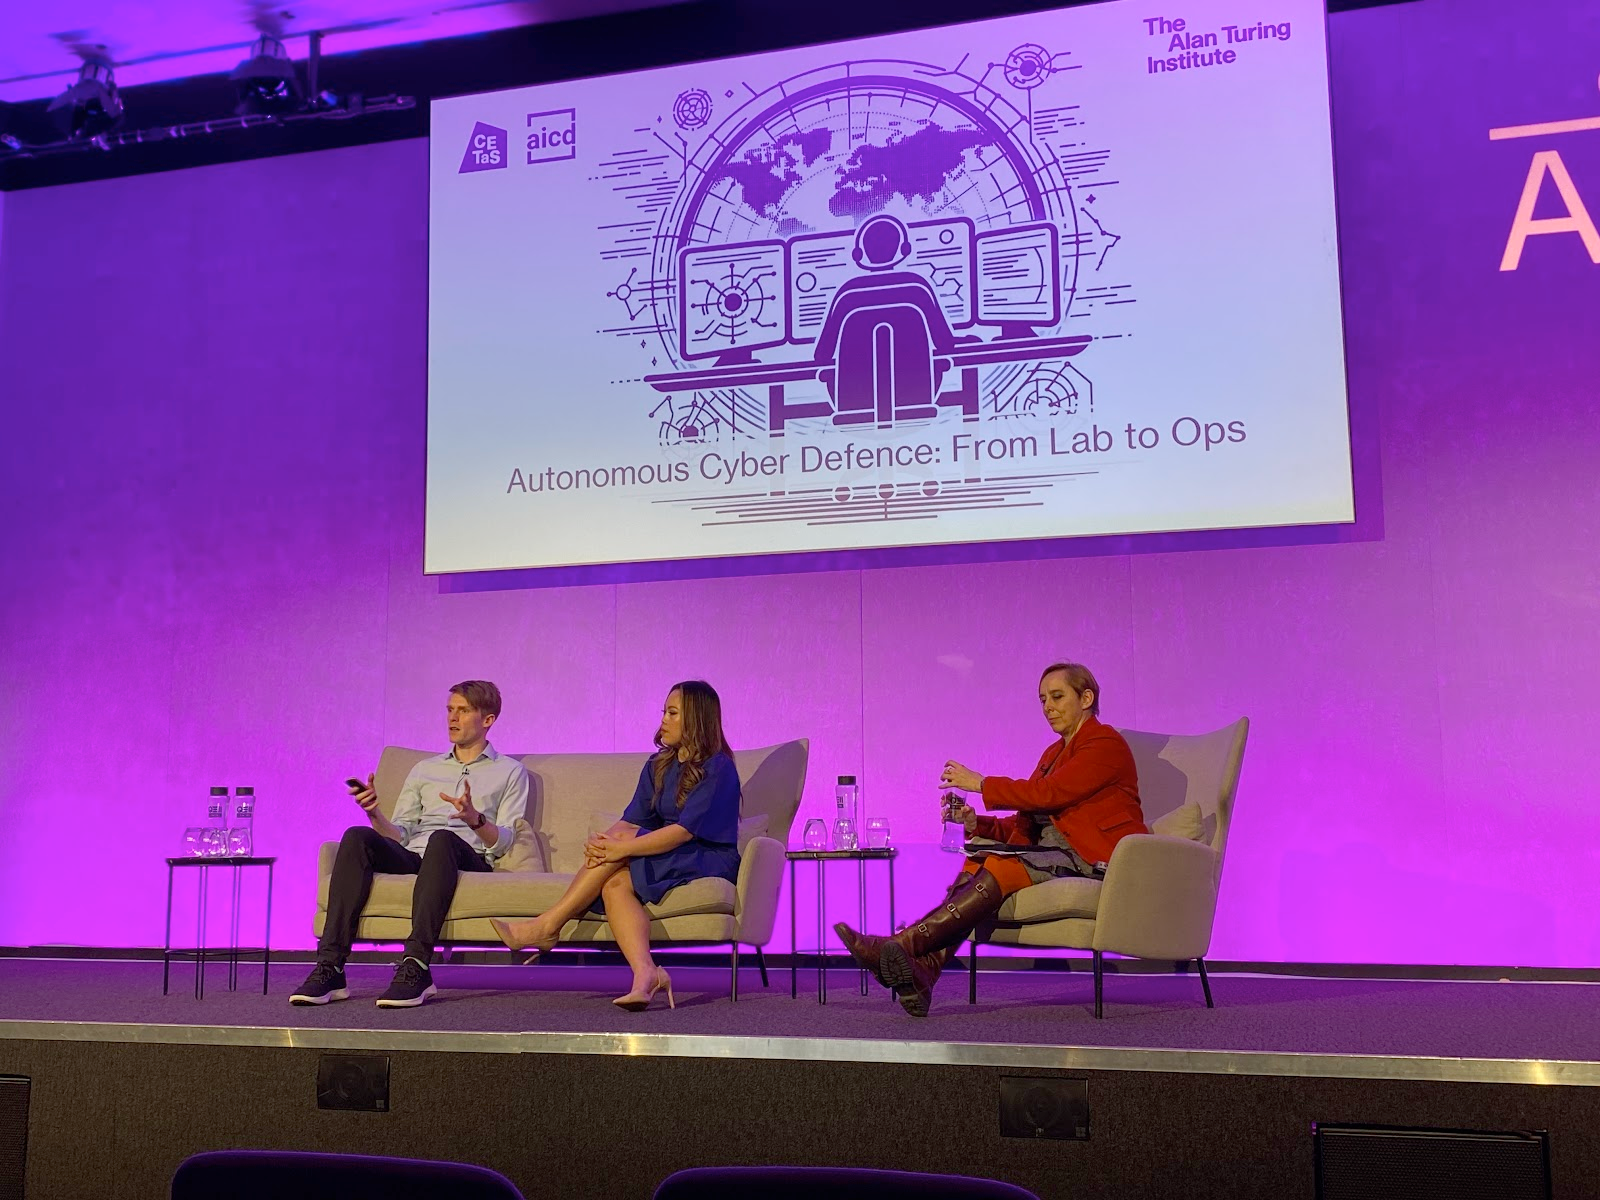 The
Alan Turing
Institute
CE
TaS
aicd
Autonomous Cyber Defence: From Lab to Ops
A